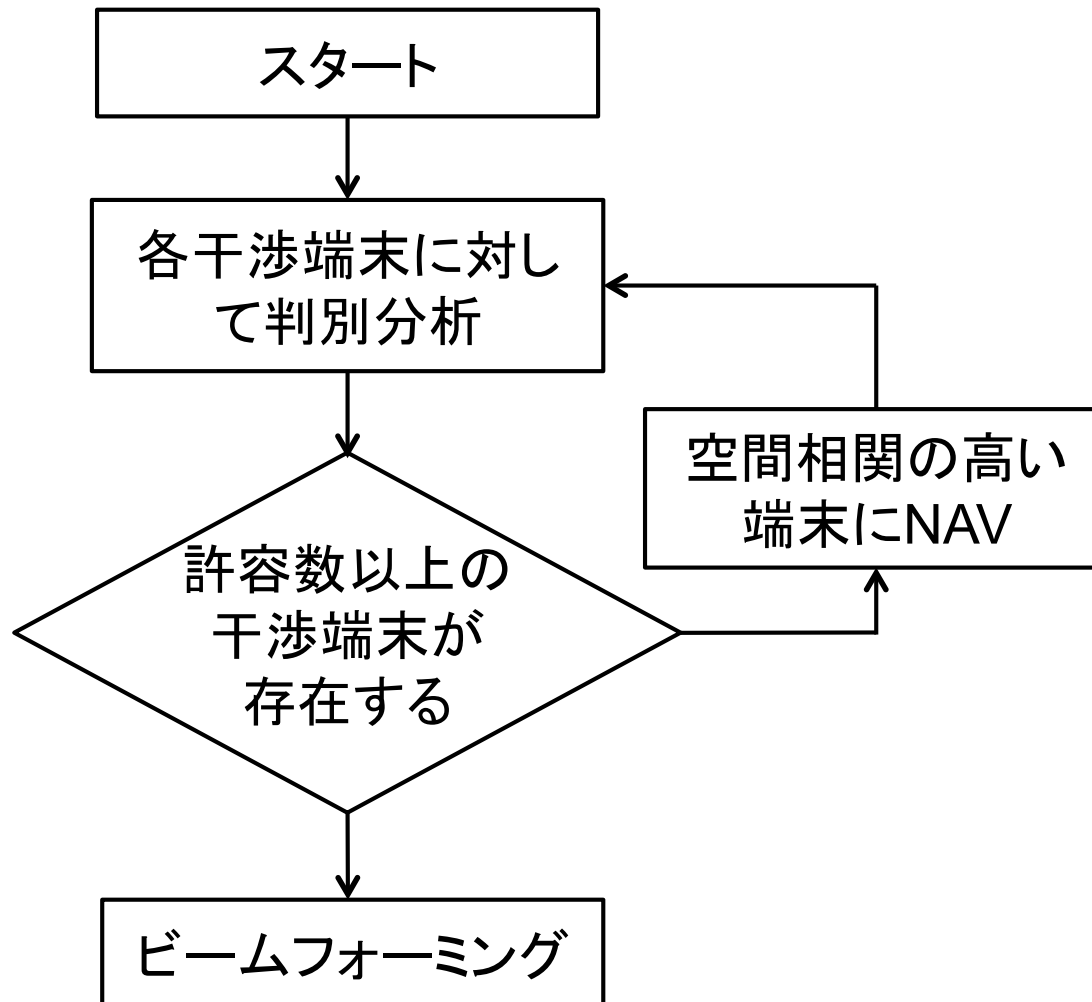 スタート
各干渉端末に対し
て判別分析
空間相関の高い
端末にNAV
許容数以上の
干渉端末が
存在する
ビームフォーミング